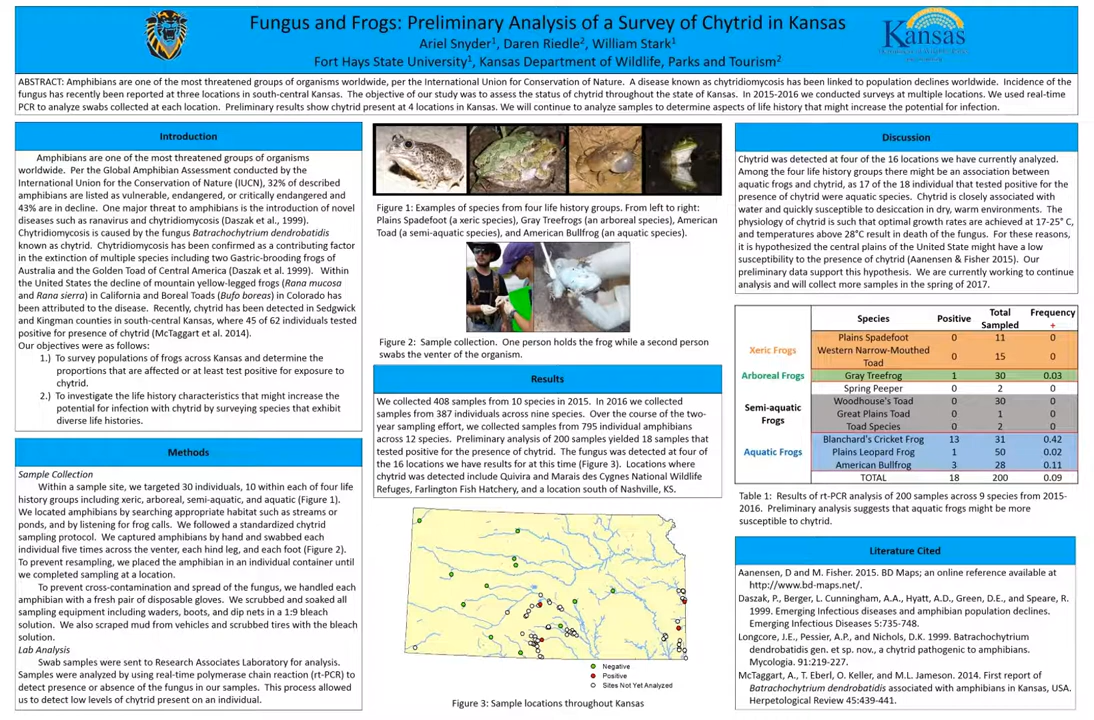 Fungus and Frogs: Preliminary Analysis of a Survey of Chytrid in Kansas
Ariel Snyder¹, Daren Riedle², William Stark¹
Fort Hays State University¹, Kansas Department of Wildlife, Parks and Tourism²
Kansas
ABSTRACT: Amphibians are one of the most threatened groups of organisms worldwide, per the International Union for Conservation of Nature. A disease known as chytridiomycosis has been linked to population declines worldwide. Incidence of the
fungus has recently been reported at three locations in south-central Kansas. The objective of our study was to assess the status of chytrid throughout the state of Kansas. In 2015-2016 we conducted surveys at multiple locations. We used real-time
PCR to analyze swabs collected at each location. Preliminary results show chytrid present at 4 locations in Kansas. We will continue to analyze samples to determine aspects of life history that might increase the potential for infection.
Introduction
Amphibians are one of the most threatened groups of organisms
worldwide. Per the Global Amphibian Assessment conducted by the
International Union for the Conservation of Nature (IUCN), 32% of described
amphibians are listed as vulnerable, endangered, or critically endangered and
43% are in decline. One major threat to amphibians is the introduction of novel
diseases such as ranavirus and chytridiomycosis (Daszak et al., 1999).
Chytridiomycosis is caused by the fungus Batrachochytrium dendrobatidis
known as chytrid. Chytridiomycosis has been confirmed as a contributing factor
in the extinction of multiple species including two Gastric-brooding frogs of
Australia and the Golden Toad of Central America (Daszak et al. 1999). Within
the United States the decline of mountain yellow-legged frogs (Rana mucosa
and Rana sierra) in California and Boreal Toads (Bufo boreas) in Colorado has
been attributed to the disease. Recently, chytrid has been detected in Sedgwick
and Kingman counties in south-central Kansas, where 45 of 62 individuals tested
positive for presence of chytrid (McTaggart et al. 2014).
Our objectives were as follows:
1.) To survey populations of frogs across Kansas and determine the
proportions that are affected or at least test positive for exposure to
chytrid.
2.) To investigate the life history characteristics that might increase the
potential for infection with chytrid by surveying species that exhibit
diverse life histories.
Methods
Sample Collection
Within a sample site, we targeted 30 individuals, 10 within each of four life
history groups including xeric, arboreal, semi-aquatic, and aquatic (Figure 1).
We located amphibians by searching appropriate habitat such as streams or
ponds, and by listening for frog calls. We followed a standardized chytrid
sampling protocol. We captured amphibians by hand and swabbed each
individual five times across the venter, each hind leg, and each foot (Figure 2).
To prevent resampling, we placed the amphibian in an individual container until
we completed sampling at a location.
To prevent cross-contamination and spread of the fungus, we handled each
amphibian with a fresh pair of disposable gloves. We scrubbed and soaked all
sampling equipment including waders, boots, and dip nets in a 1:9 bleach
solution. We also scraped mud from vehicles and scrubbed tires with the bleach
solution.
Lab Analysis
Swab samples were sent to Research Associates Laboratory for analysis.
Samples were analyzed by using real-time polymerase chain reaction (rt-PCR) to
detect presence or absence of the fungus in our samples. This process allowed
us to detect low levels of chytrid present on an individual.
Figure 1: Examples of species from four life history groups. From left to right:
Plains Spadefoot (a xeric species), Gray Treefrogs (an arboreal species), American
Toad (a semi-aquatic species), and American Bullfrog (an aquatic species).
Figure 2: Sample collection. One person holds the frog while a second person
swabs the venter of the organism.
Results
We collected 408 samples from 10 species in 2015. In 2016 we collected
samples from 387 individuals across nine species. Over the course of the two-
year sampling effort, we collected samples from 795 individual amphibians
across 12 species. Preliminary analysis of 200 samples yielded 18 samples that
tested positive for the presence of chytrid. The fungus was detected at four of
the 16 locations we have results for at this time (Figure 3). Locations where
chytrid was detected include Quivira and Marais des Cygnes National Wildlife
Refuges, Farlington Fish Hatchery, and a location south of Nashville, KS.
Negative
Positive
Sites Not Yet Analyzed
Figure 3: Sample locations throughout Kansas
Discussion
Chytrid was detected at four of the 16 locations we have currently analyzed.
Among the four life history groups there might be an association between
aquatic frogs and chytrid, as 17 of the 18 individual that tested positive for the
presence of chytrid were aquatic species. Chytrid is closely associated with
water and quickly susceptible to desiccation in dry, warm environments. The
physiology of chytrid is such that optimal growth rates are achieved at 17-25° C,
and temperatures above 28°C result in death of the fungus. For these reasons,
it is hypothesized the central plains of the United State might have a low
susceptibility to the presence of chytrid (Aanensen & Fisher 2015). Our
preliminary data support this hypothesis. We are currently working to continue
analysis and will collect more samples in the spring of 2017.
Species Positive Total Sampled Frequency +
Xeric Frogs
Plains Spadefoot 0 11 0
Western Narrow-Mouthed Toad 0 15 0
Arboreal Frogs Gray Treefrog 1 30 0.03
Spring Peeper 0 2 0
Semi-aquatic Frogs
Woodhouse's Toad 0 30 0
Great Plains Toad 0 1 0
Toad Species 0 2 0
Aquatic Frogs
Blanchard's Cricket Frog 13 31 0.42
Plains Leopard Frog 1 50 0.02
American Bullfrog 3 28 0.11
TOTAL 18 200 0.09
Table 1: Results of rt-PCR analysis of 200 samples across 9 species from 2015-
2016. Preliminary analysis suggests that aquatic frogs might be more
susceptible to chytrid.
Literature Cited
Aanensen, D and M. Fisher. 2015. BD Maps; an online reference available at
http://www.bd-maps.net/.
Daszak, P., Berger, L. Cunningham, A.A., Hyatt, A.D., Green, D.E., and Speare, R.
1999. Emerging Infectious diseases and amphibian population declines.
Emerging Infectious Diseases 5:735-748.
Longcore, J.E., Pessier, A.P., and Nichols, D.K. 1999. Batrachochytrium
dendrobatidis gen. et sp. nov., a chytrid pathogenic to amphibians.
Mycologia. 91:219-227.
McTaggart, A., T. Eberl, O. Keller, and M.L. Jameson. 2014. First report of
Batrachochytrium dendrobatidis associated with amphibians in Kansas, USA.
Herpetological Review 45:439-441.